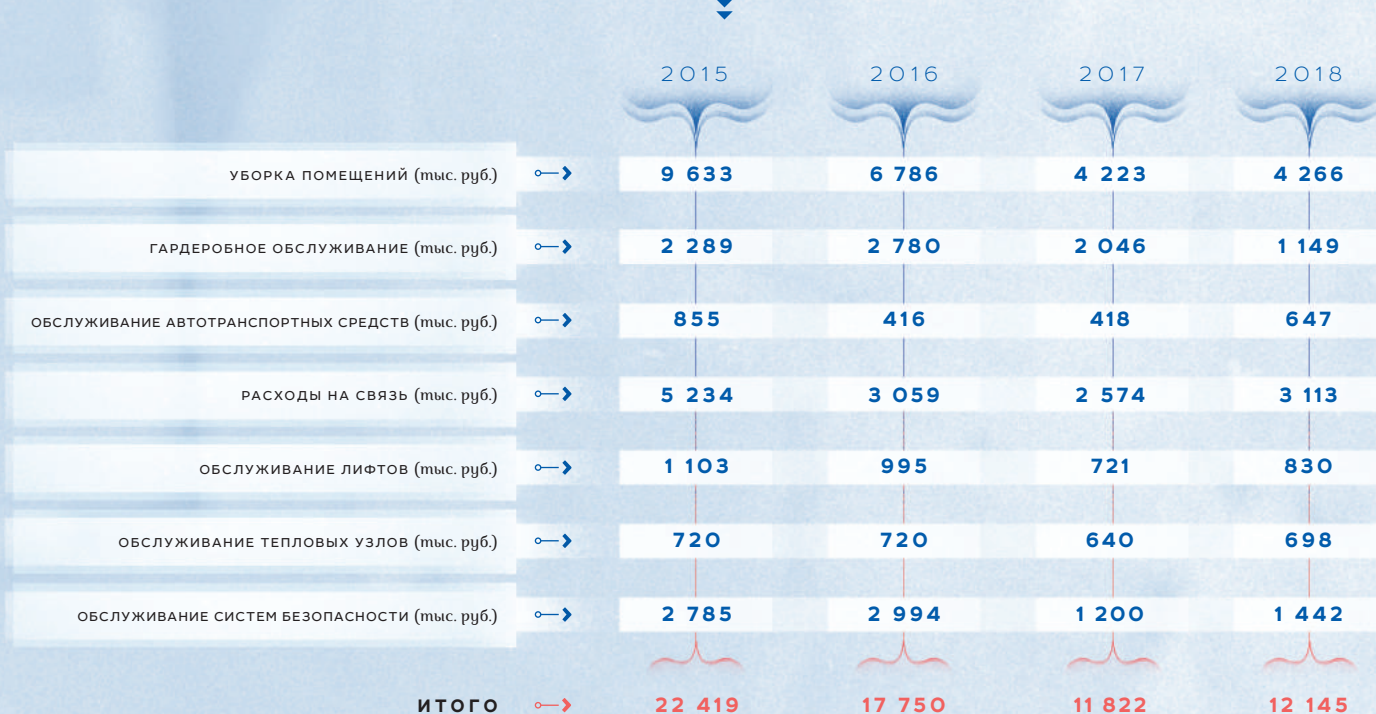 2015 2016 2017 2018
УБОРКА ПОМЕЩЕНИЙ (тыс. руб.) 9 633 6 786 4 223 4 266
ГАРДЕРОБНОЕ ОБСЛУЖИВАНИЕ (тыс. руб.) 2 289 2 780 2 046 1 149
ОБСЛУЖИВАНИЕ АВТОТРАНСПОРТНЫХ СРЕДСТВ (тыс. руб.) 855 416 418 647
РАСХОДЫ НА СВЯЗЬ (тыс. руб.) 5 234 3 059 2 574 3 113
ОБСЛУЖИВАНИЕ ЛИФТОВ (тыс. руб.) 1 103 995 721 830
ОБСЛУЖИВАНИЕ ТЕПЛОВЫХ УЗЛОВ (тыс. руб.) 720 720 640 698
ОБСЛУЖИВАНИЕ СИСТЕМ БЕЗОПАСНОСТИ (тыс. руб.) 2 785 2 994 1 200 1 442
ИТОГО 22 419 17 750 11 822 12 145